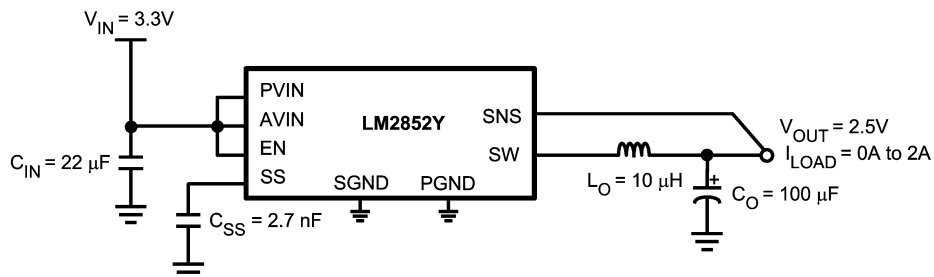 V_IN = 3.3V
PVIN
AVIN
EN
SS
LM2852Y
SNS
SW
SGND
PGND
C_IN = 22 μF
C_SS = 2.7 nF
L_O = 10 μH
+
C_O = 100 μF
V_OUT = 2.5V
I_LOAD = 0A to 2A